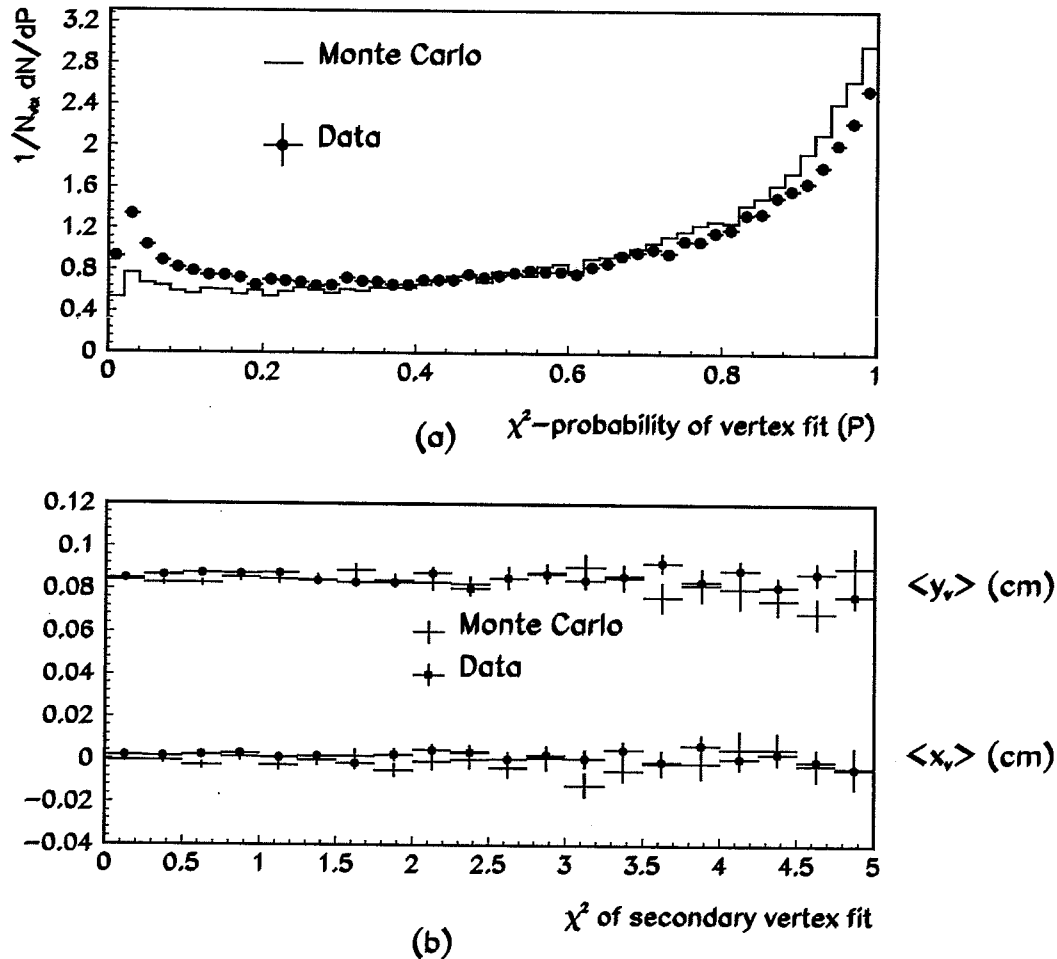 1/N_vtx dN/dP
3.2
2.8
2.4
2
1.6
1.2
0.8
0.4
0
Monte Carlo
Data
0 0.2 0.4 0.6 0.8 1
χ²-probability of vertex fit (P)
(a)
0.12
0.1
0.08
0.06
0.04
0.02
0
-0.02
-0.04
<y_v> (cm)
Monte Carlo
Data
<x_v> (cm)
0 0.5 1 1.5 2 2.5 3 3.5 4 4.5 5
χ² of secondary vertex fit
(b)